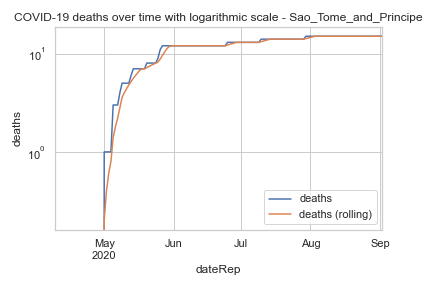 COVID-19 deaths over time with logarithmic scale - Sao_Tome_and_Principe
10¹
10⁰
deaths
deaths
deaths (rolling)
May Jun Jul Aug Sep
2020
dateRep